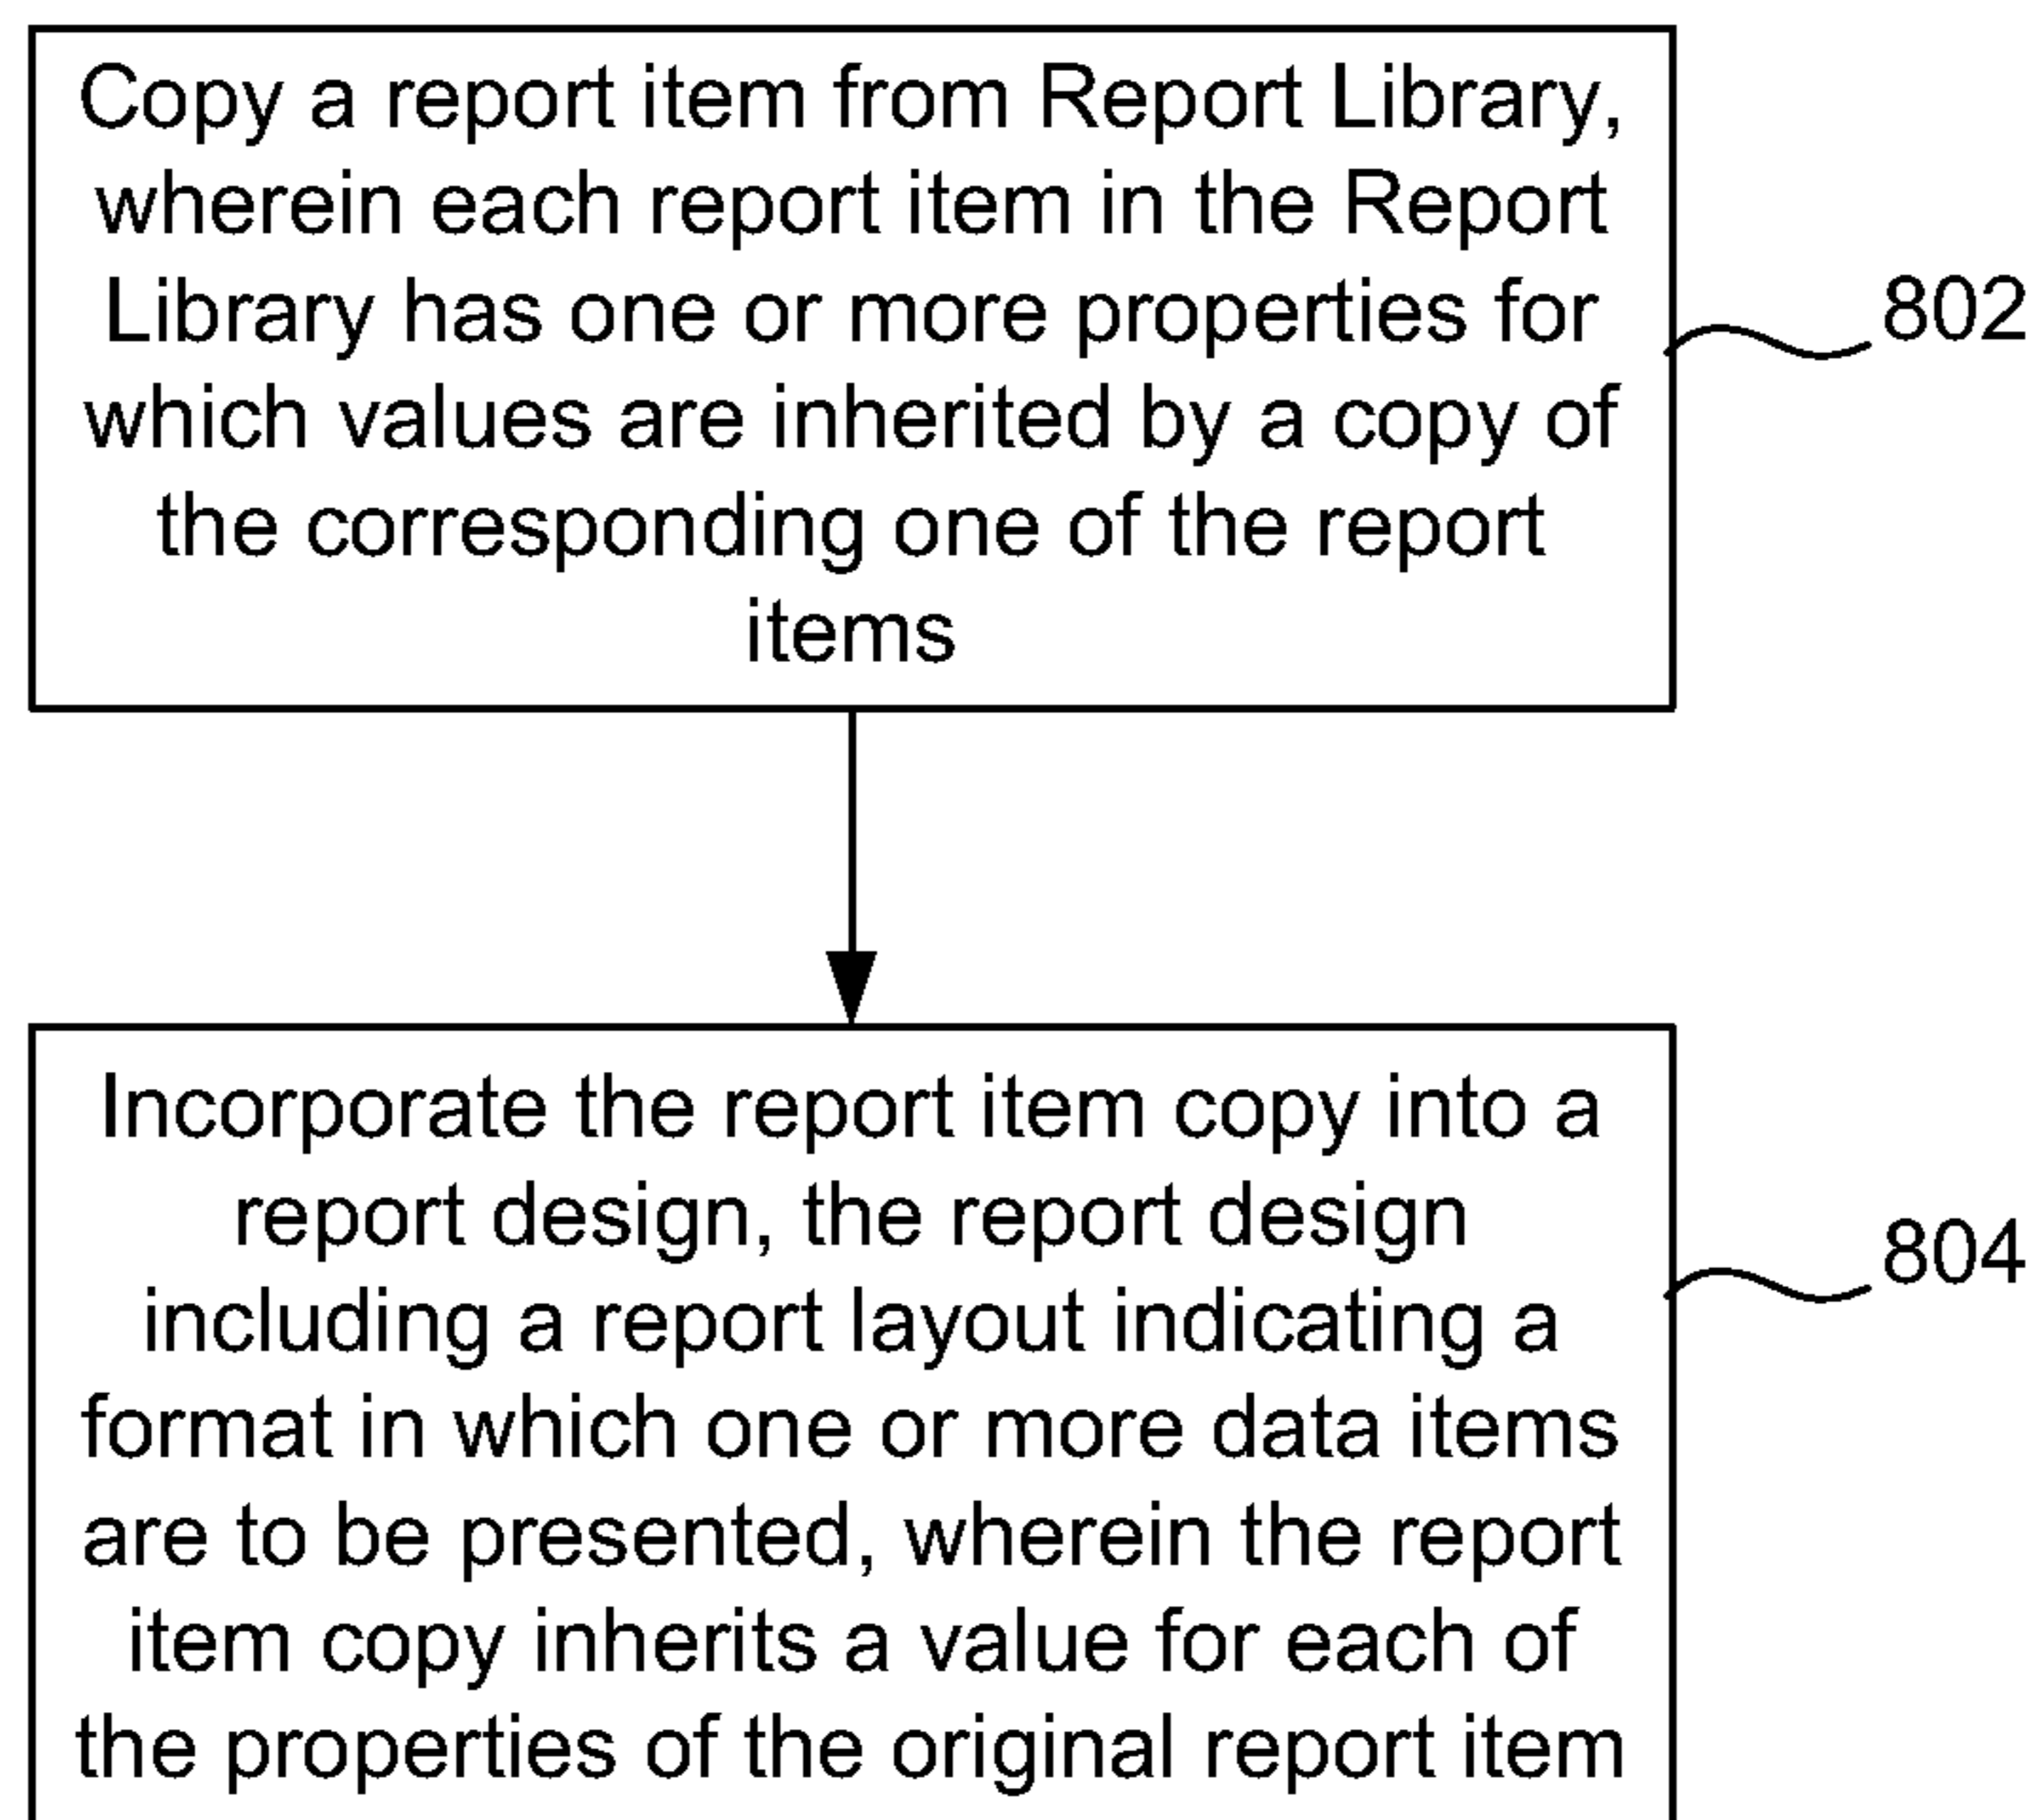 Copy a report item from Report Library,
wherein each report item in the Report
Library has one or more properties for
which values are inherited by a copy of
the corresponding one of the report
items
802
Incorporate the report item copy into a
report design, the report design
including a report layout indicating a
format in which one or more data items
are to be presented, wherein the report
item copy inherits a value for each of
the properties of the original report item
804